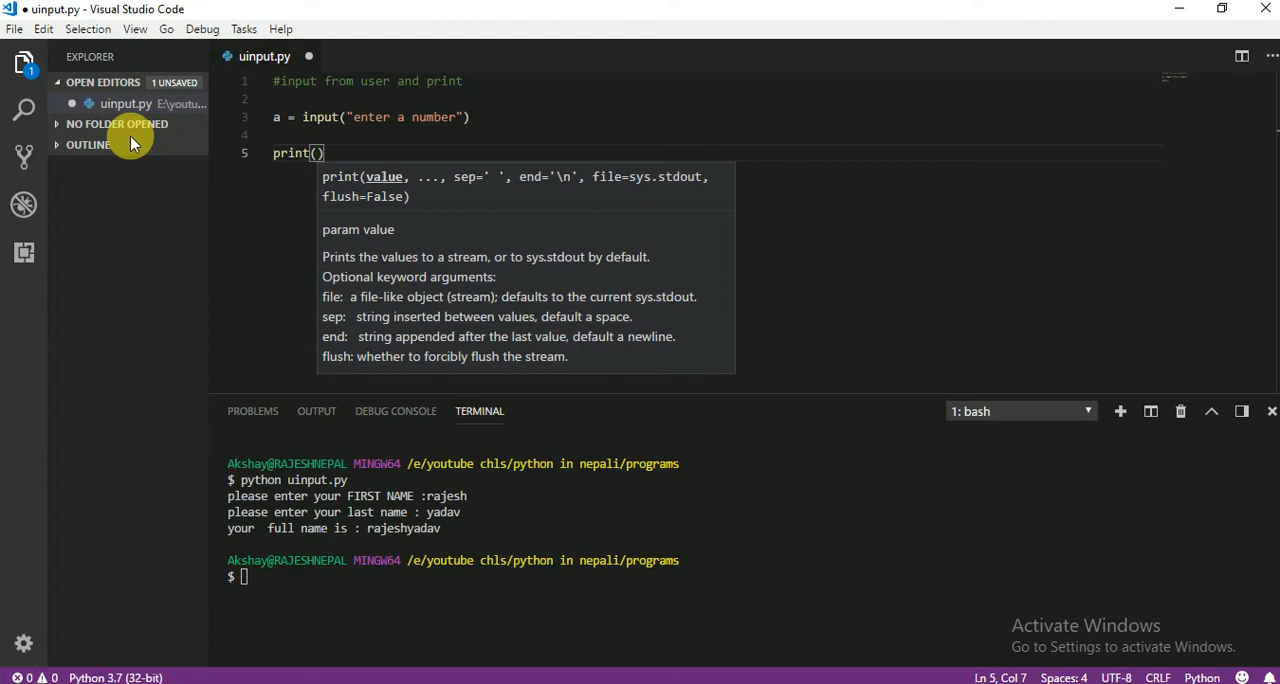 ● uinput.py - Visual Studio Code
File Edit Selection View Go Debug Tasks Help
EXPLORER
OPEN EDITORS 1 UNSAVED
uinput.py E:\youtu...
NO FOLDER OPENED
OUTLINE
1
uinput.py
1 #input from user and print
2
3 a = input("enter a number")
4
5 print()
print(value, ..., sep=' ', end='\n', file=sys.stdout,
flush=False)
param value
Prints the values to a stream, or to sys.stdout by default.
Optional keyword arguments:
file: a file-like object (stream); defaults to the current sys.stdout.
sep: string inserted between values, default a space.
end: string appended after the last value, default a newline.
flush: whether to forcibly flush the stream.
PROBLEMS OUTPUT DEBUG CONSOLE TERMINAL 1: bash
Akshay@RAJESHNEPAL MINGW64 /e/youtube chls/python in nepali/programs
$ python uinput.py
please enter your FIRST NAME :rajesh
please enter your last name : yadav
your full name is : rajeshyadav
Akshay@RAJESHNEPAL MINGW64 /e/youtube chls/python in nepali/programs
$
Activate Windows
Go to Settings to activate Windows.
0 0 Python 3.7 (32-bit) Ln 5, Col 7 Spaces: 4 UTF-8 CRLF Python